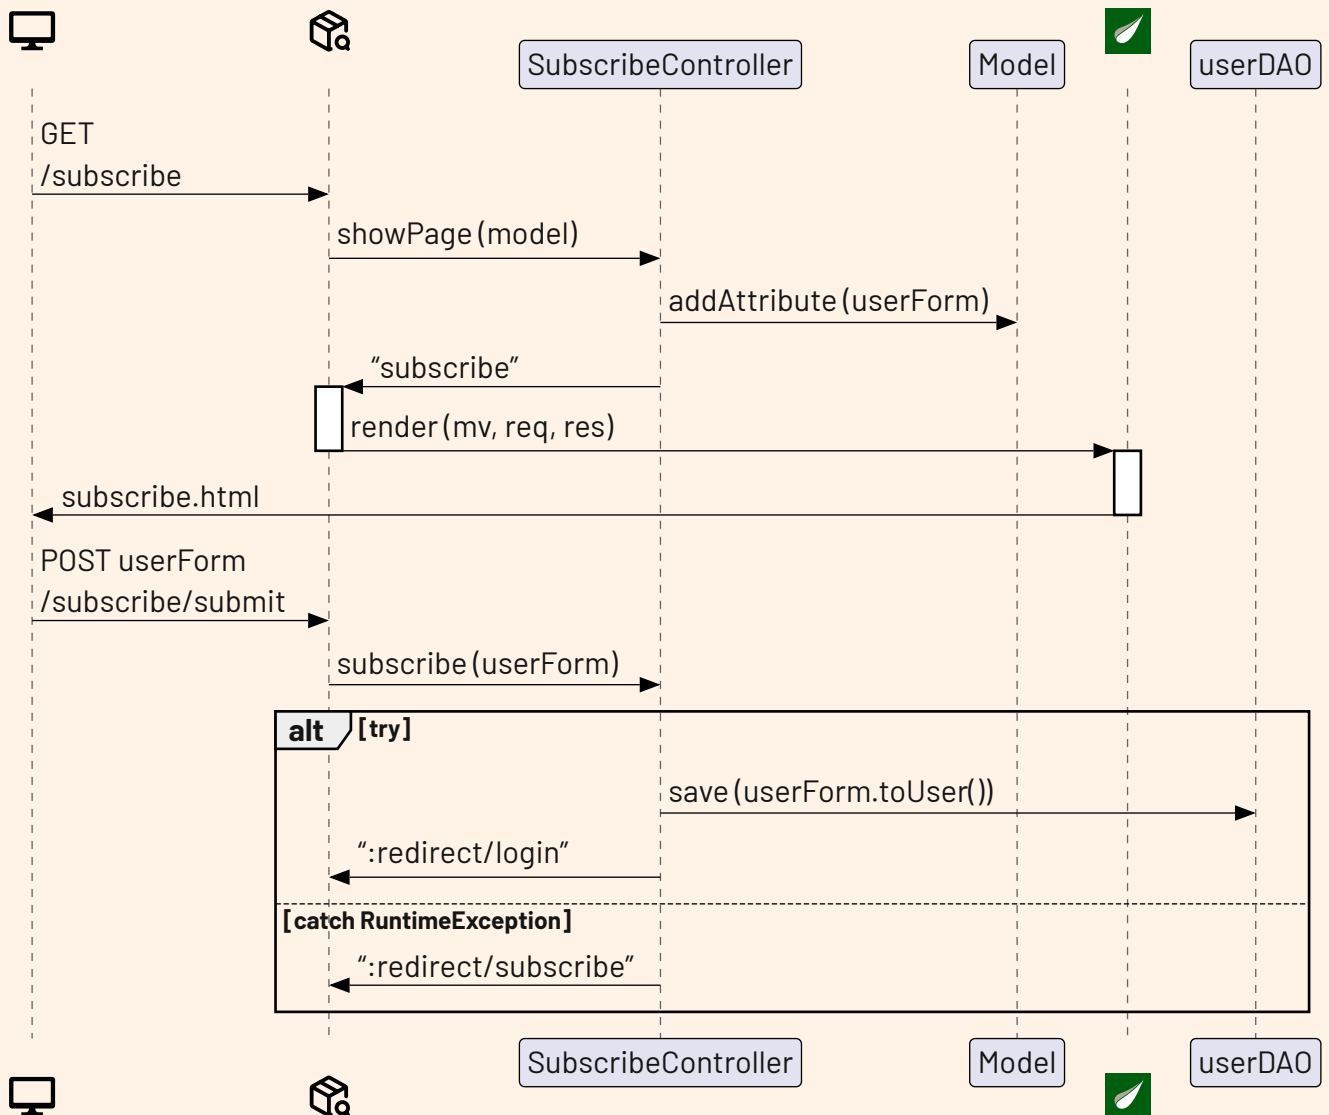 SubscribeController
Model
userDAO
GET
/subscribe
showPage (model)
addAttribute (userForm)
“subscribe”
render (mv, req, res)
subscribe.html
POST userForm
/subscribe/submit
subscribe (userForm)
alt [try]
save (userForm.toUser())
“:redirect/login”
[catch RuntimeException]
“:redirect/subscribe”
SubscribeController
Model
userDAO